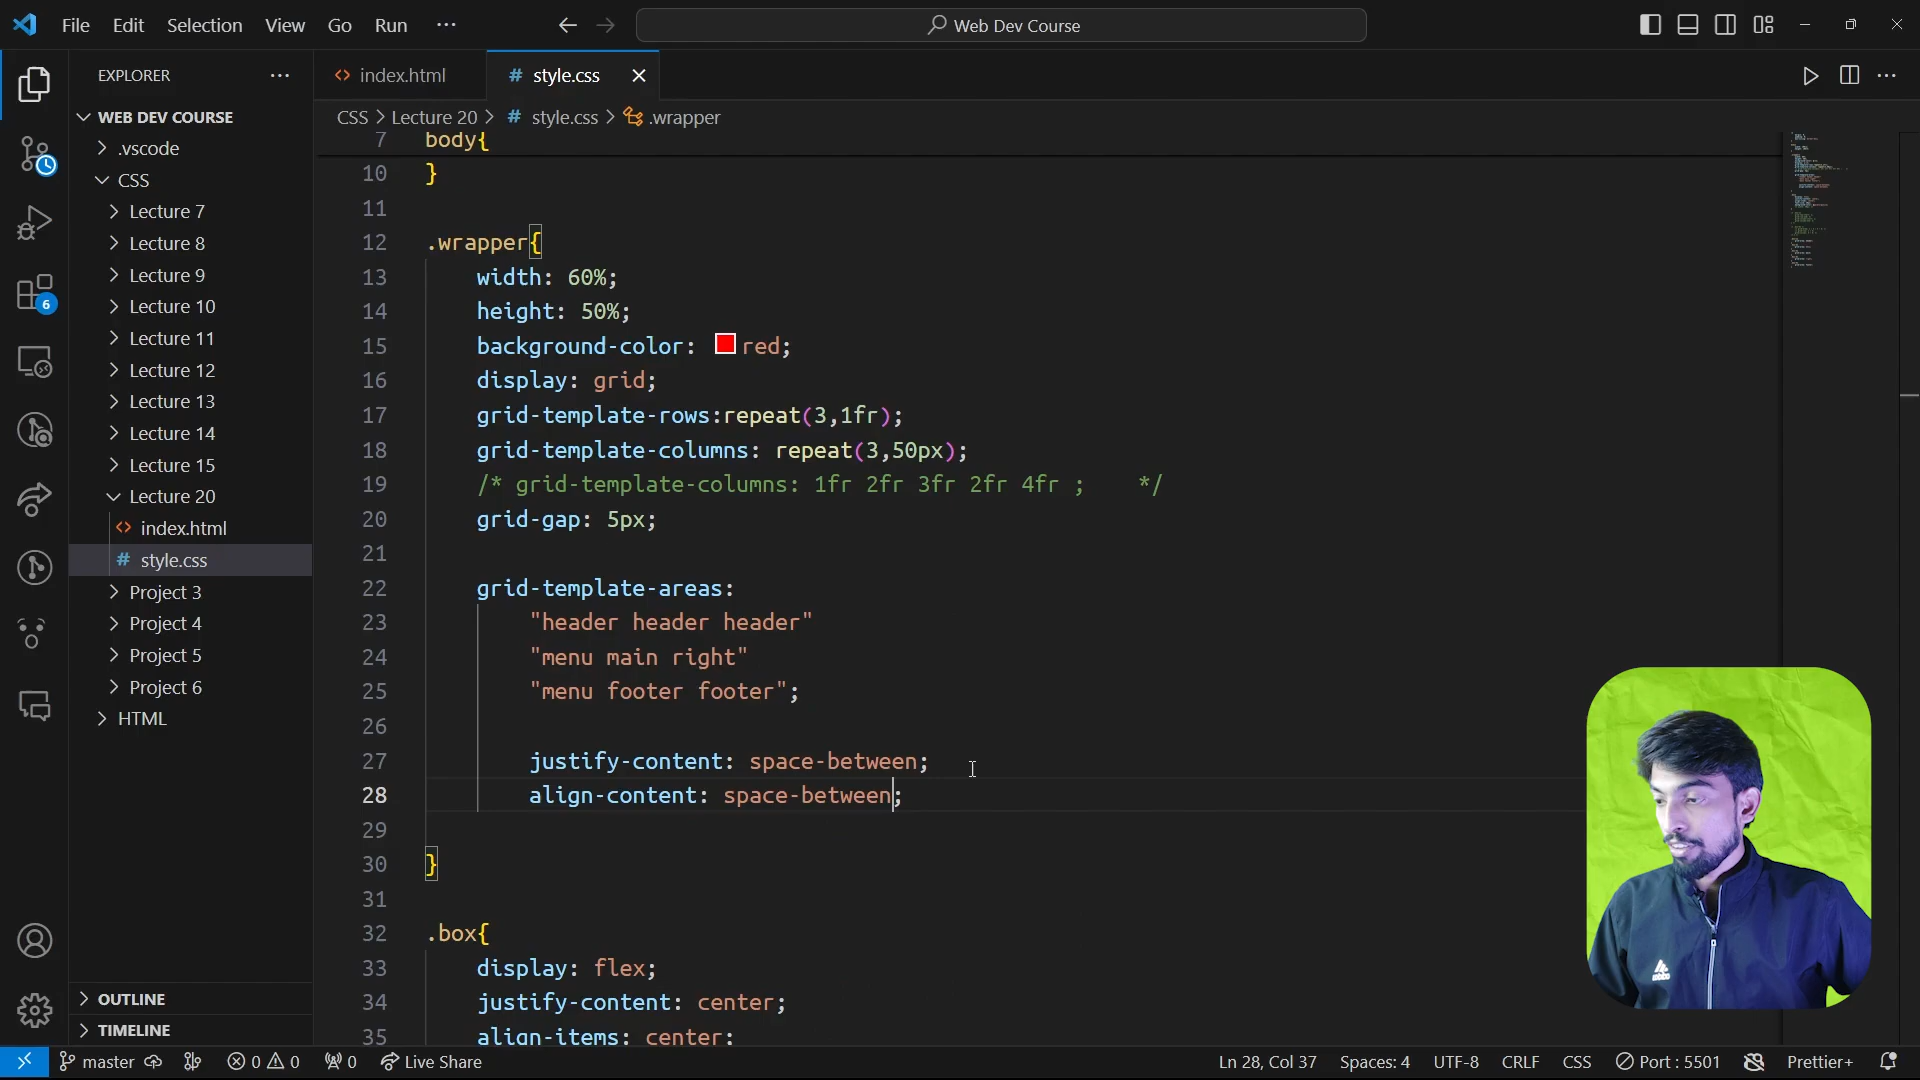 File Edit Selection View Go Run ··· Web Dev Course
EXPLORER ···
WEB DEV COURSE
.vscode
CSS
Lecture 7
Lecture 8
Lecture 9
Lecture 10
Lecture 11
Lecture 12
Lecture 13
Lecture 14
Lecture 15
Lecture 20
index.html
style.css
Project 3
Project 4
Project 5
Project 6
HTML
OUTLINE
TIMELINE
6
index.html # style.css
CSS > Lecture 20 > # style.css > .wrapper
7 body{
10 }
11
12 .wrapper{
13 width: 60%;
14 height: 50%;
15 background-color: red;
16 display: grid;
17 grid-template-rows:repeat(3,1fr);
18 grid-template-columns: repeat(3,50px);
19 /* grid-template-columns: 1fr 2fr 3fr 2fr 4fr ; */
20 grid-gap: 5px;
21
22 grid-template-areas:
23 "header header header"
24 "menu main right"
25 "menu footer footer";
26
27 justify-content: space-between;
28 align-content: space-between;
29
30 }
31
32 .box{
33 display: flex;
34 justify-content: center;
35 align-items: center;
master 0 0 0 Live Share Ln 28, Col 37 Spaces: 4 UTF-8 CRLF CSS Port : 5501 Prettier+